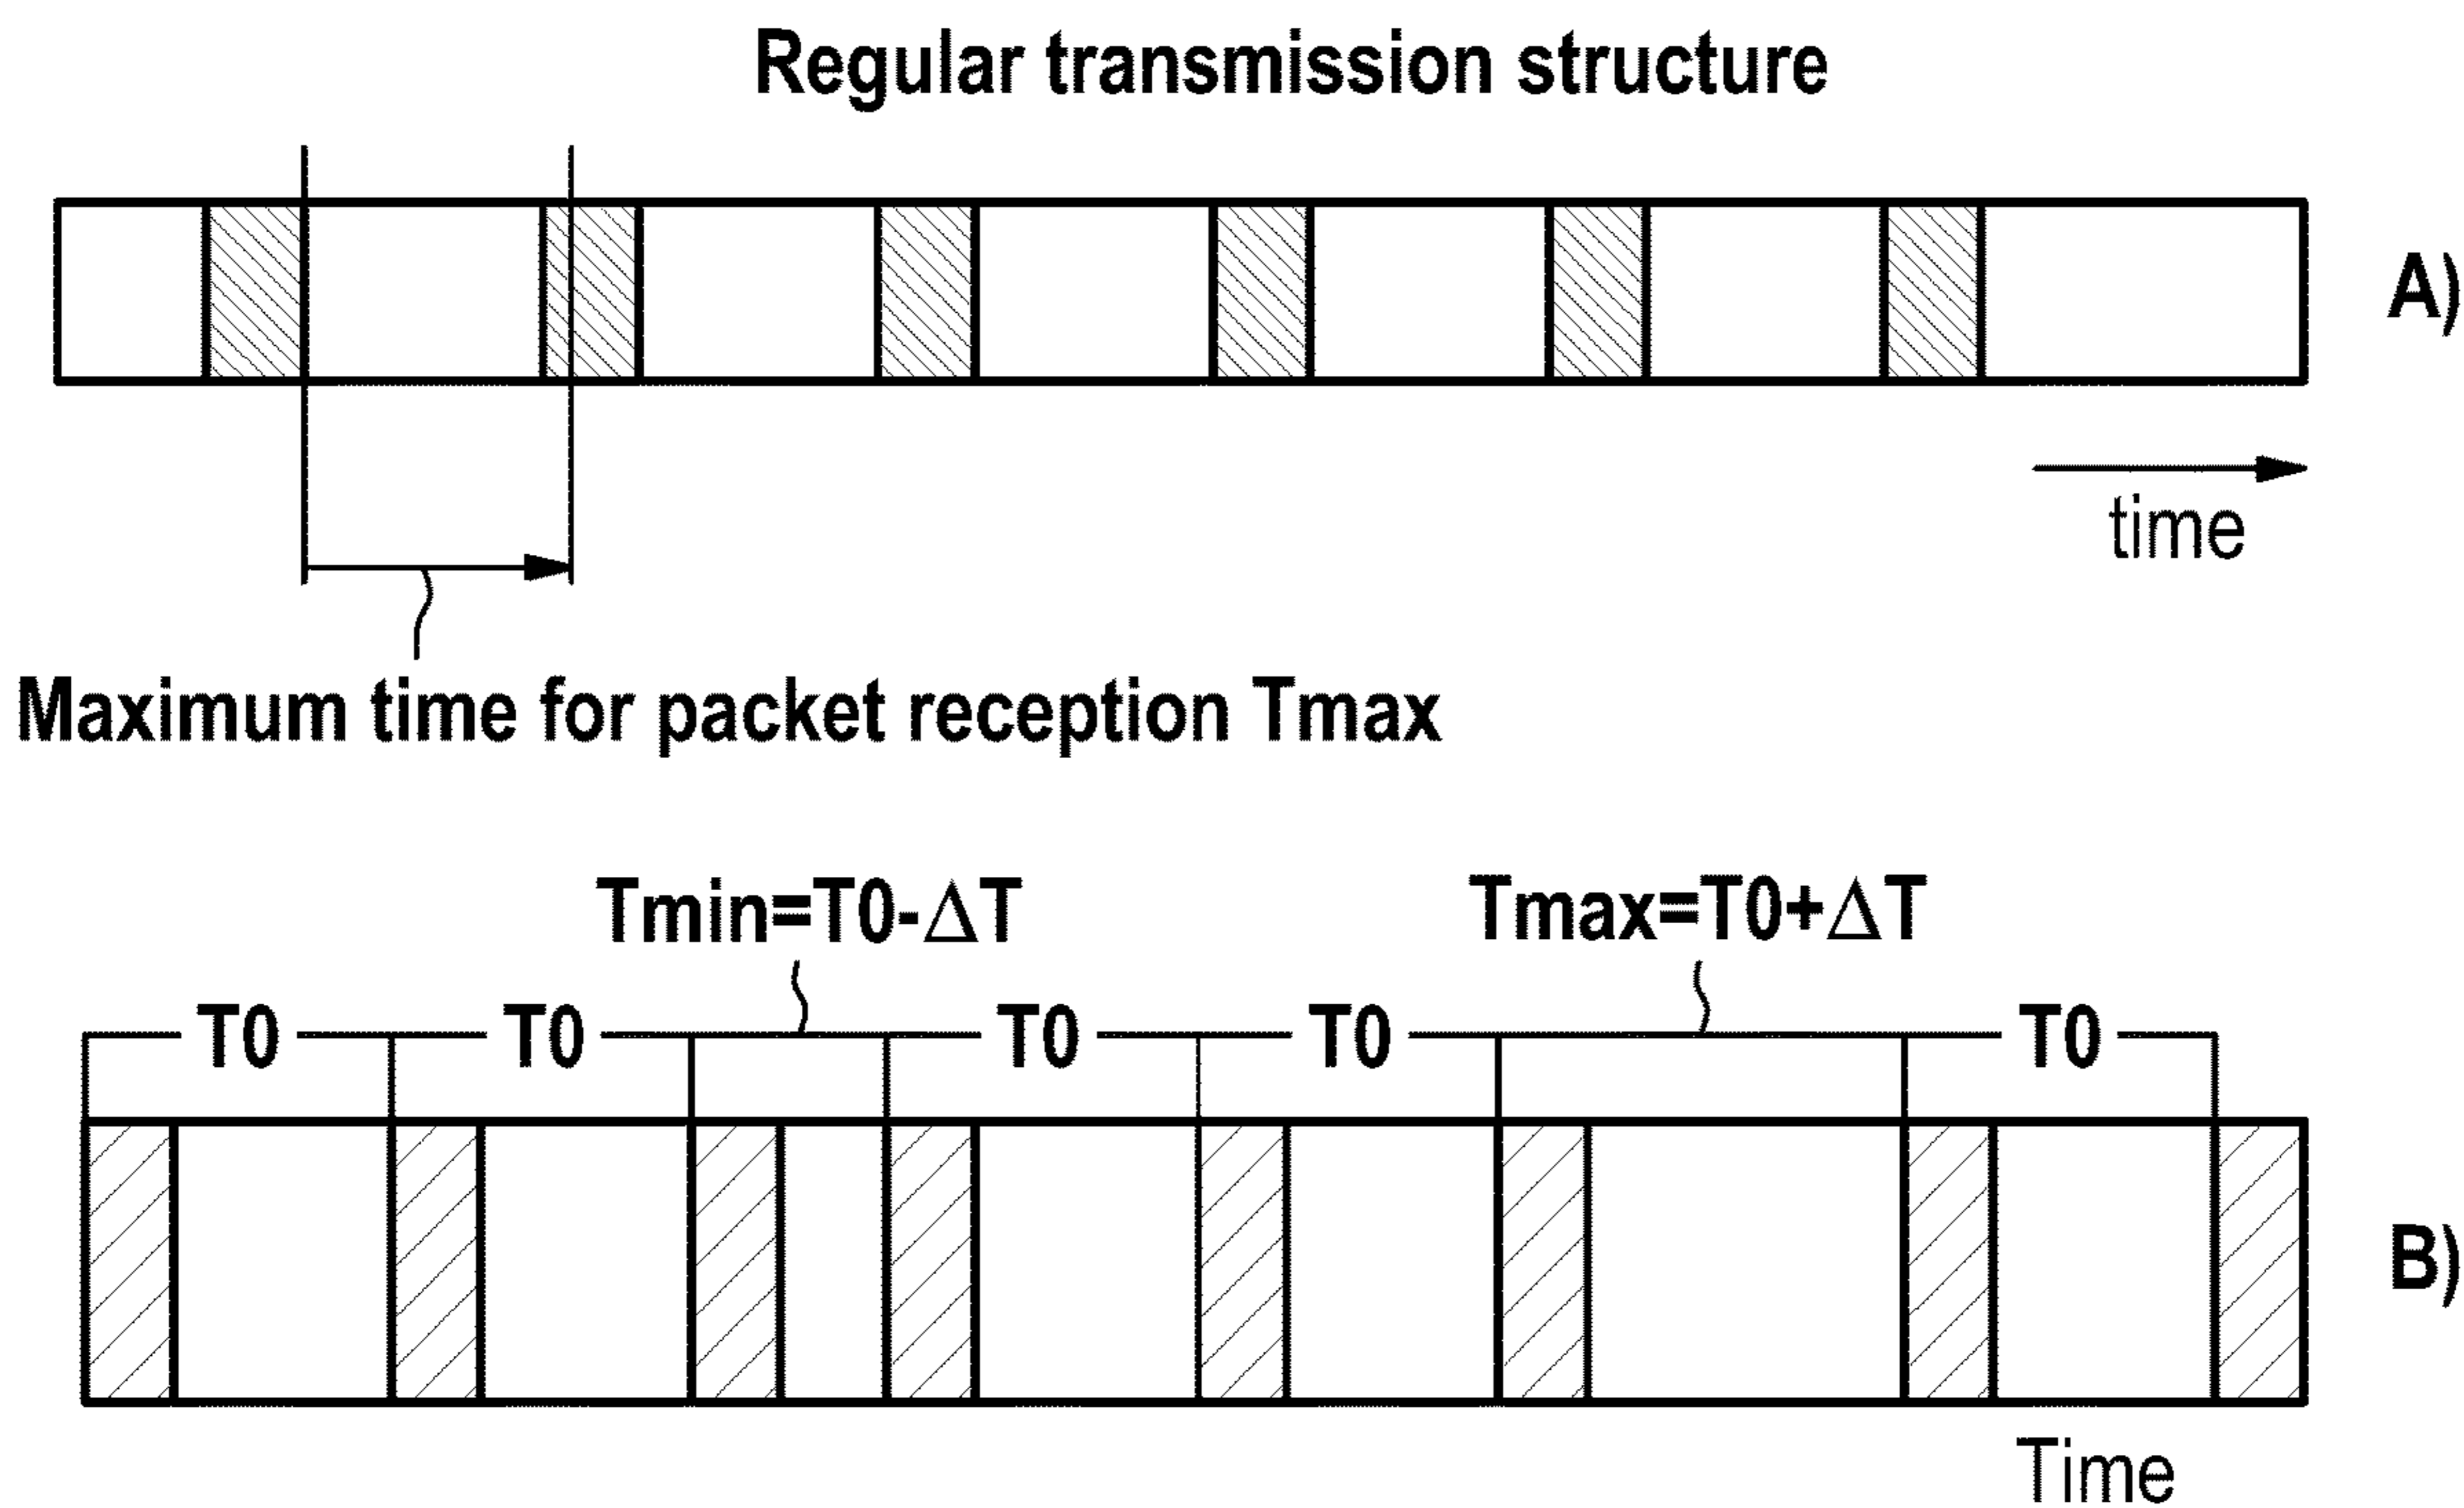 Regular transmission structure
A)
time
Maximum time for packet reception Tmax
Tmin=T0-ΔT Tmax=T0+ΔT
T0 T0 T0 T0 T0
B)
Time